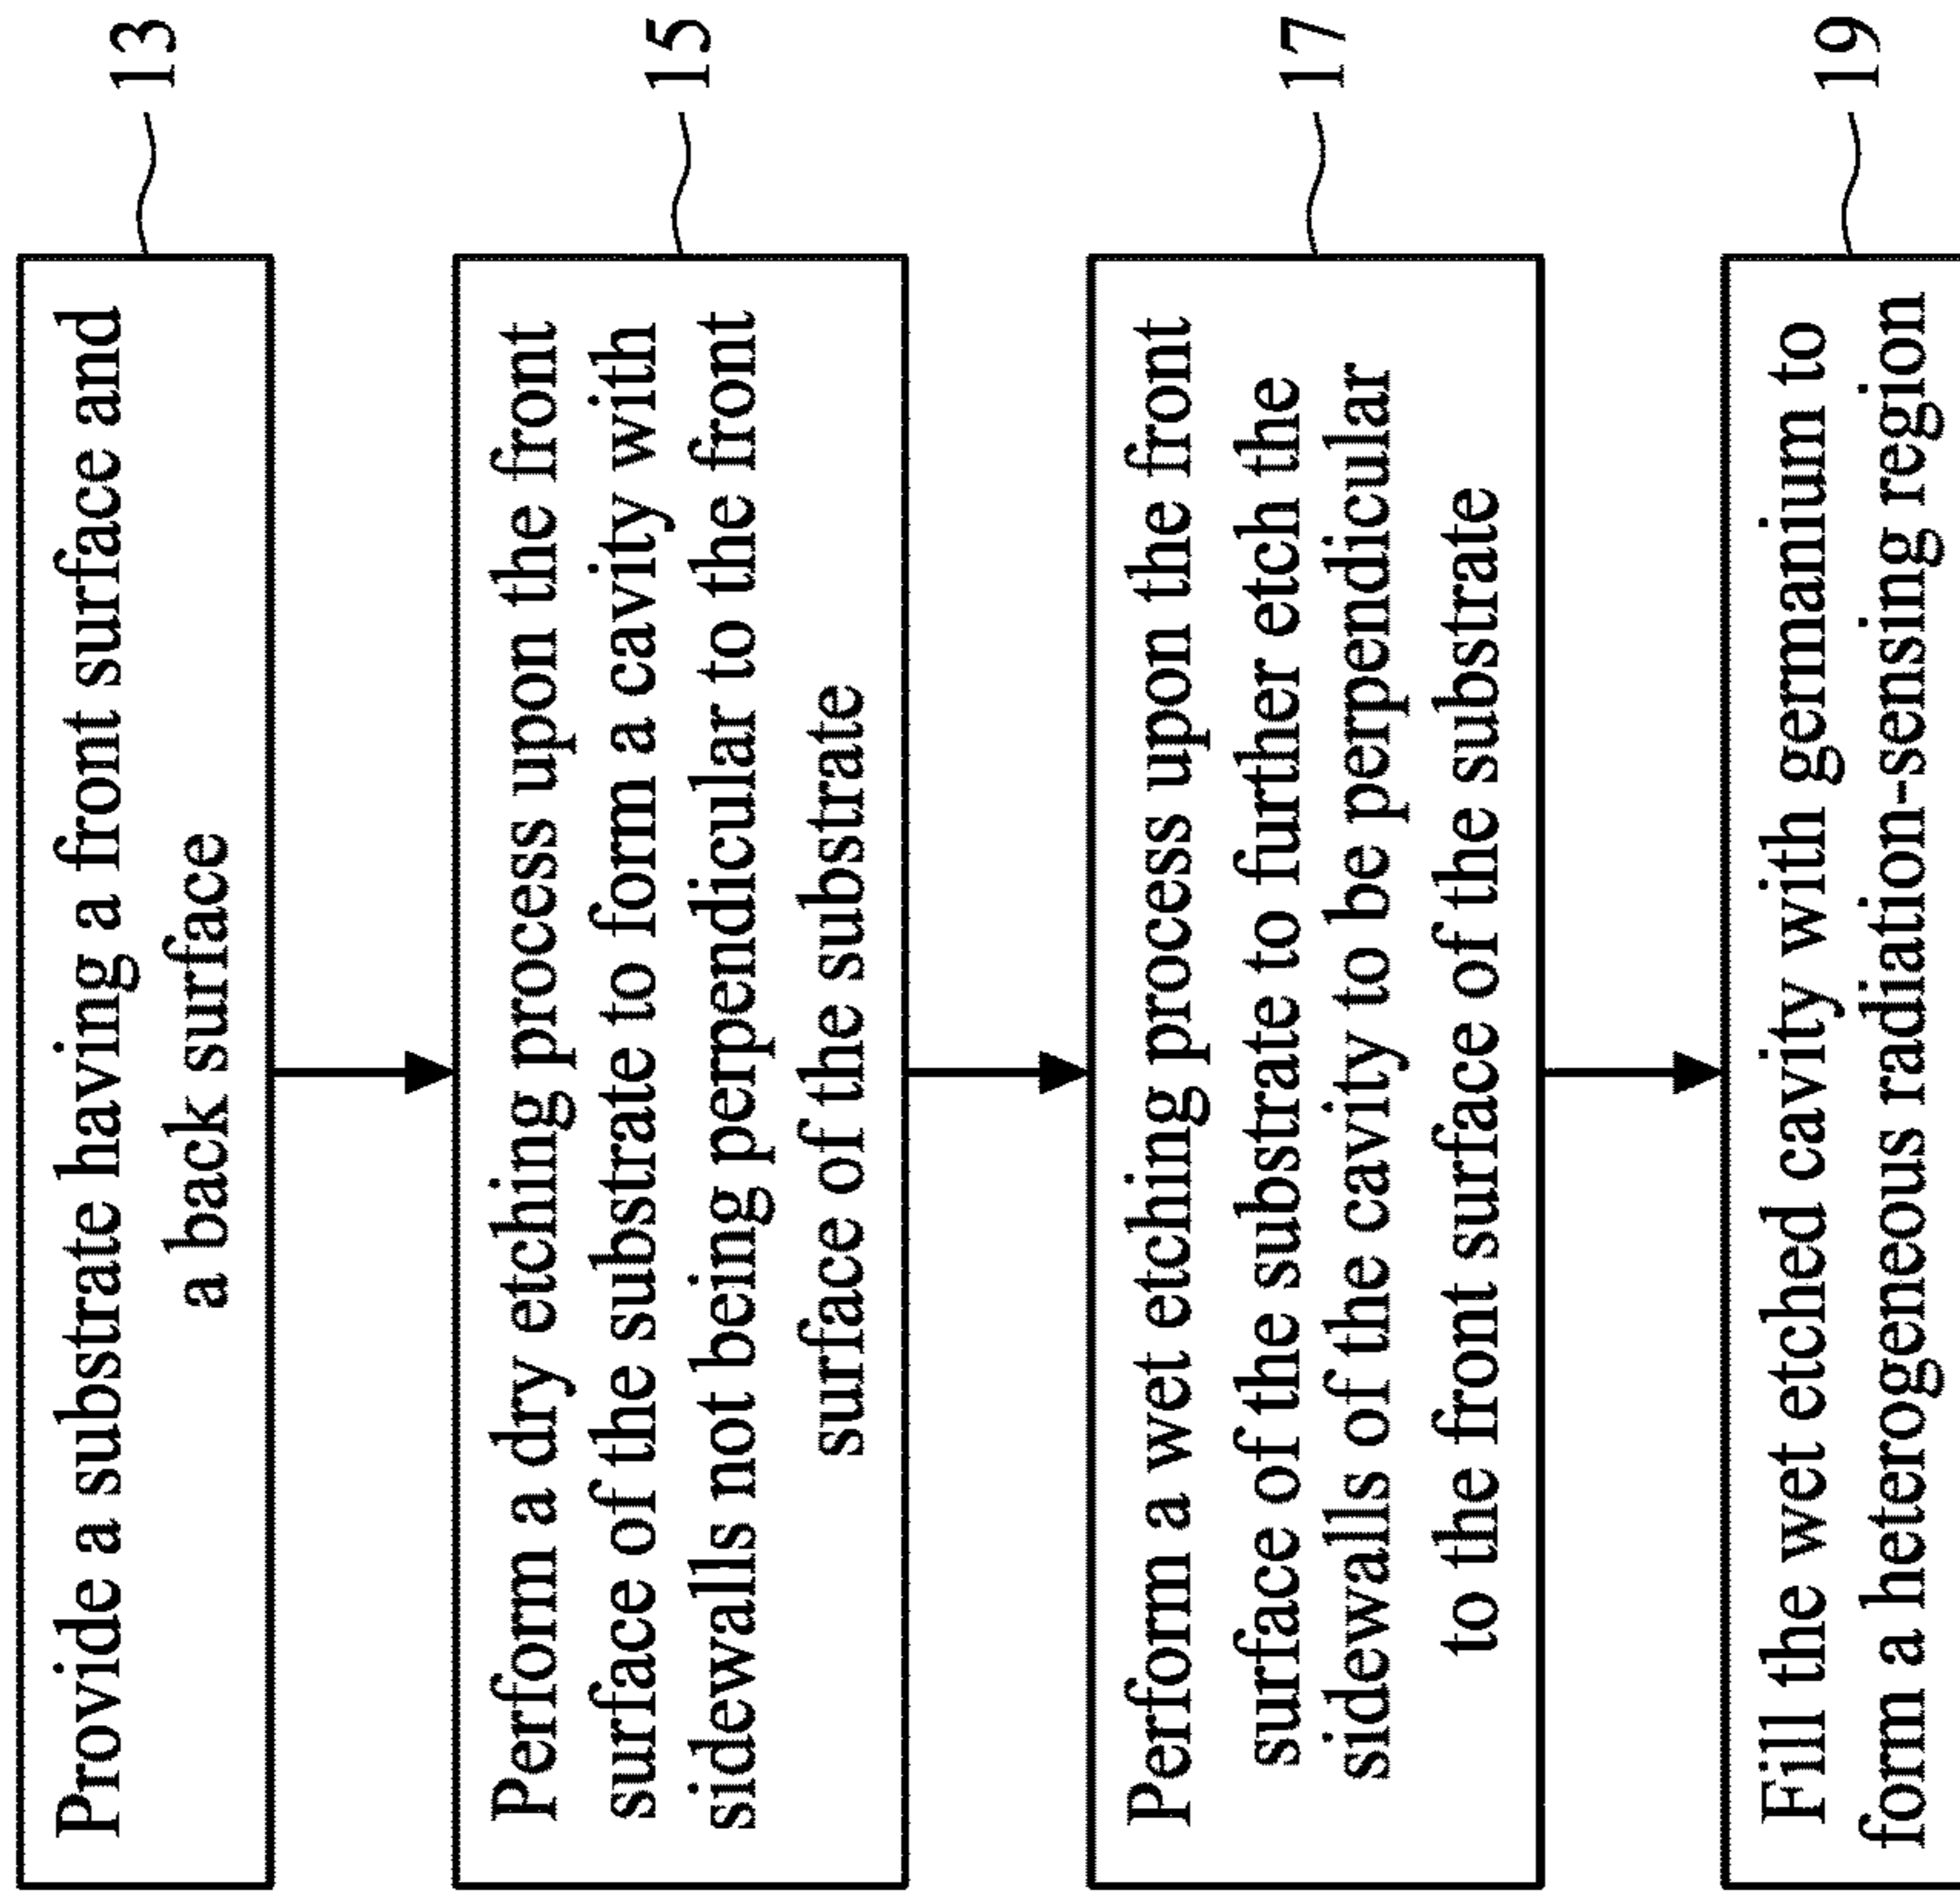 Provide a substrate having a front surface and
a back surface
13
Perform a dry etching process upon the front
surface of the substrate to form a cavity with
sidewalls not being perpendicular to the front
surface of the substrate
15
Perform a wet etching process upon the front
surface of the substrate to further etch the
sidewalls of the cavity to be perpendicular
to the front surface of the substrate
17
Fill the wet etched cavity with germanium to
form a heterogeneous radiation-sensing region
19